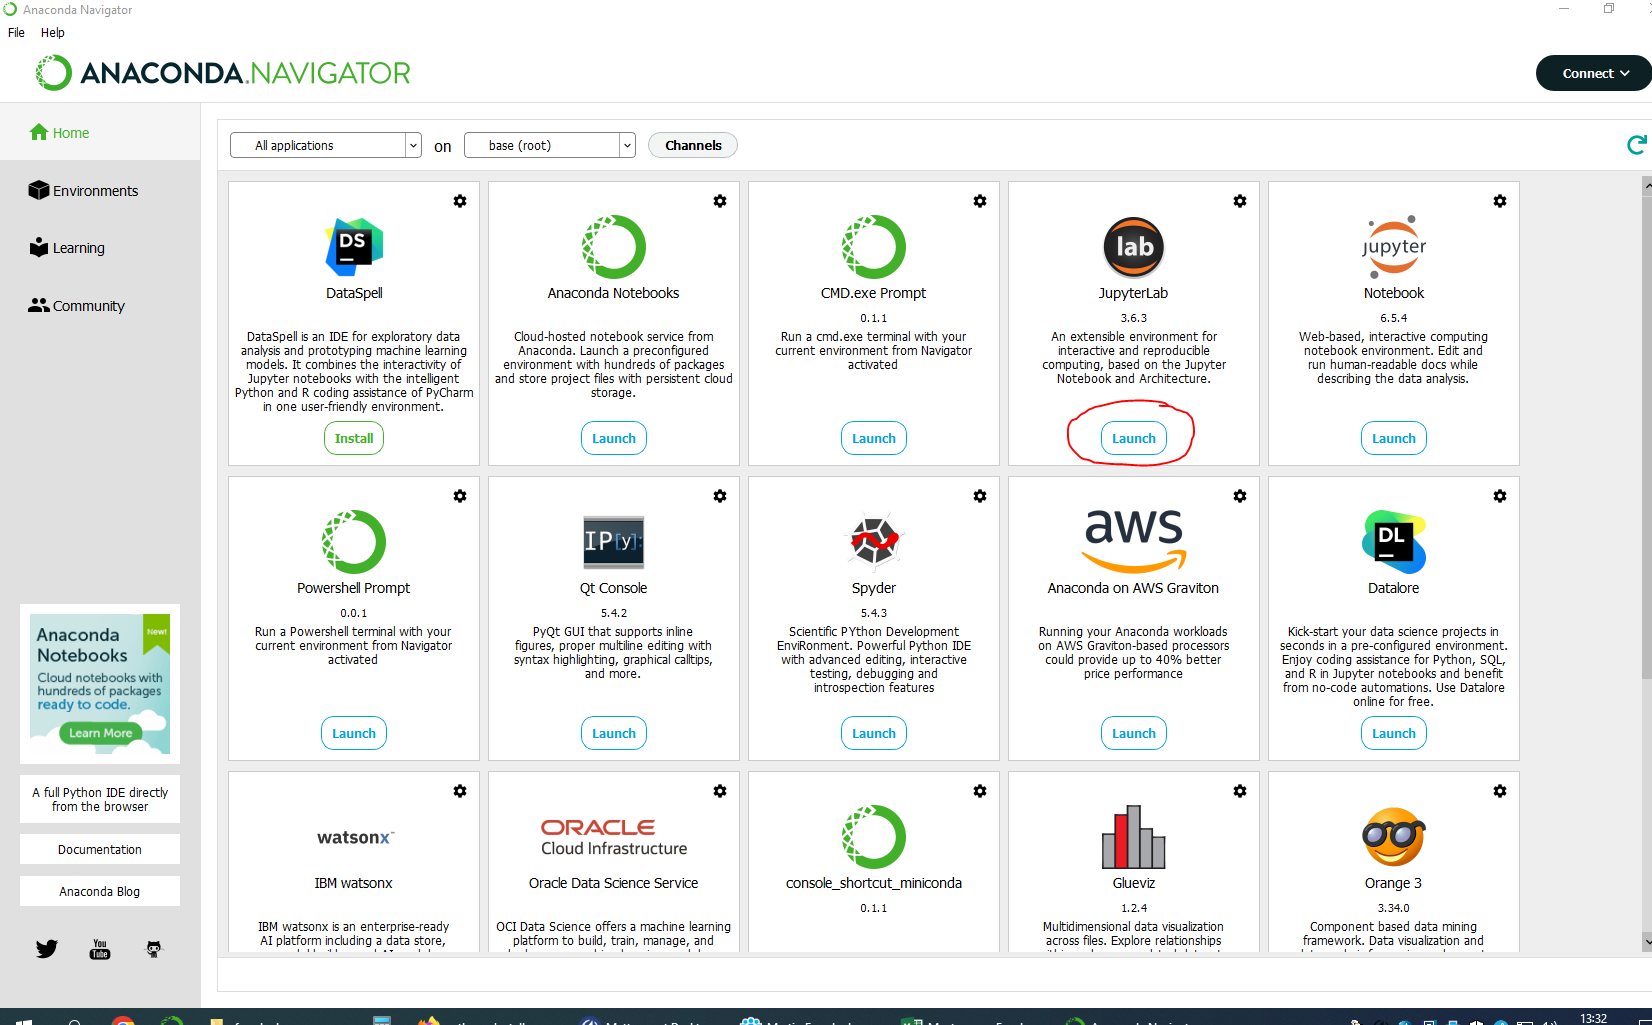 Anaconda Navigator
File Help
ANACONDA.NAVIGATOR
Connect
Home
Environments
Learning
Community
All applications on base (root) Channels
DS
DataSpell
DataSpell is an IDE for exploratory data
analysis and prototyping machine learning
models. It combines the interactivity of
Jupyter notebooks with the intelligent
Python and R coding assistance of PyCharm
in one user-friendly environment.
Install
Anaconda Notebooks
Cloud-hosted notebook service from
Anaconda. Launch a preconfigured
environment with hundreds of packages
and store project files with persistent cloud
storage.
Launch
CMD.exe Prompt
0.1.1
Run a cmd.exe terminal with your
current environment from Navigator
activated
Launch
lab
JupyterLab
3.6.3
An extensible environment for
interactive and reproducible
computing, based on the Jupyter
Notebook and Architecture.
Launch
jupyter
Notebook
6.5.4
Web-based, interactive computing
notebook environment. Edit and
run human-readable docs while
describing the data analysis.
Launch
Powershell Prompt
0.0.1
Run a Powershell terminal with your
current environment from Navigator
activated
Launch
IP[y]:
Qt Console
5.4.2
PyQt GUI that supports inline
figures, proper multiline editing with
syntax highlighting, graphical calltips,
and more.
Launch
Spyder
5.4.3
Scientific PYthon Development
EnviRonment. Powerful Python IDE
with advanced editing, interactive
testing, debugging and
introspection features
Launch
aws
Anaconda on AWS Graviton
Running your Anaconda workloads
on AWS Graviton-based processors
could provide up to 40% better
price performance
Launch
DL
Datalore
Kick-start your data science projects in
seconds in a pre-configured environment.
Enjoy coding assistance for Python, SQL,
and R in Jupyter notebooks and benefit
from no-code automations. Use Datalore
online for free.
Launch
watsonx
IBM watsonx
IBM watsonx is an enterprise-ready
AI platform including a data store,
ORACLE
Cloud Infrastructure
Oracle Data Science Service
OCI Data Science offers a machine learning
platform to build, train, manage, and
console_shortcut_miniconda
0.1.1
Glueviz
1.2.4
Multidimensional data visualization
across files. Explore relationships
Orange 3
3.34.0
Component based data mining
framework. Data visualization and
Anaconda
Notebooks
New!
Cloud notebooks with
hundreds of packages
ready to code.
Learn More
A full Python IDE directly
from the browser
Documentation
Anaconda Blog
You
Tube
13:32